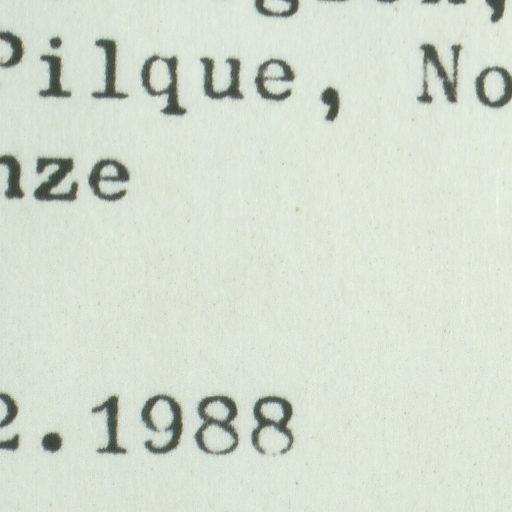 Pilque, No
nze
2.1988